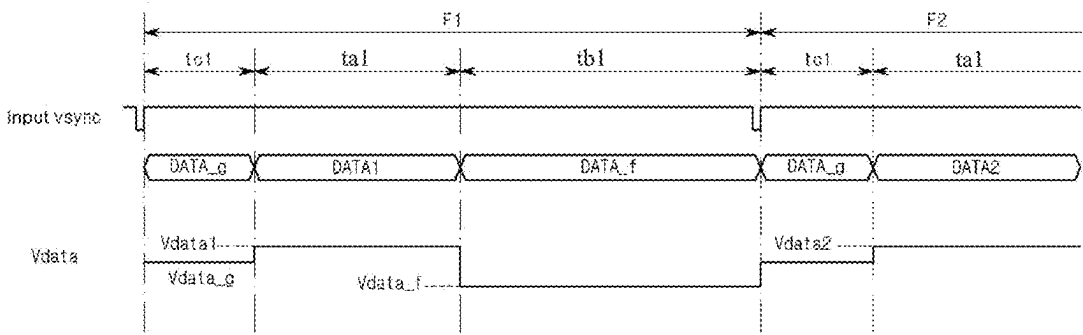 F1 F2
tc1 ta1 tb1 tc1 ta1
Input vsync
DATA_g DATA1 DATA_f DATA_g DATA2
Vdata1 Vdata2
Vdata
Vdata_g Vdata_f